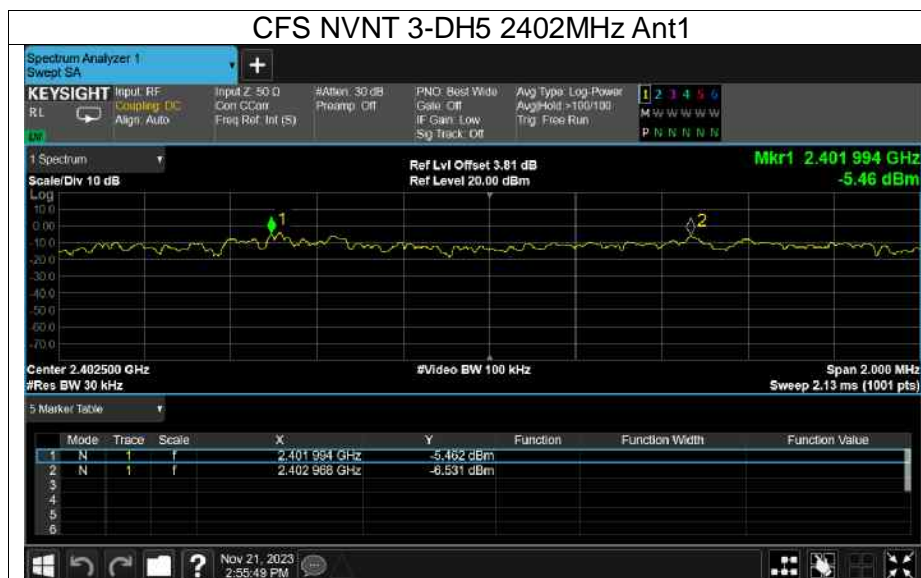 CFS NVNT 3-DH5 2402MHz Ant1
Spectrum Analyzer 1
Swept SA
+
KEYSIGHT
RL
Input: RF
Coupling: DC
Align: Auto
Input Z: 50 Ω
Corr CCorr
Freq Ref: Int (S)
#Atten: 30 dB
Preamp: Off
PNO: Best Wide
Gate: Off
IF Gain: Low
Sig Track: Off
Avg Type: Log-Power
Avg|Hold: >100/100
Trig: Free Run
1 2 3 4 5 6
M W W W W W
P N N N N N
1 Spectrum
Scale/Div 10 dB
Ref Lvl Offset 3.81 dB
Ref Level 20.00 dBm
Mkr1 2.401 994 GHz
-5.46 dBm
Log
10.0
0.00
-10.0
-20.0
-30.0
-40.0
-50.0
-60.0
-70.0
1
2
Center 2.402500 GHz
#Res BW 30 kHz
#Video BW 100 kHz
Span 2.000 MHz
Sweep 2.13 ms (1001 pts)
5 Marker Table
Mode Trace Scale X Y Function Function Width Function Value
1 N 1 f 2.401 994 GHz -5.462 dBm
2 N 1 f 2.402 968 GHz -6.531 dBm
3
4
5
6
?
Nov 21, 2023
2:55:49 PM